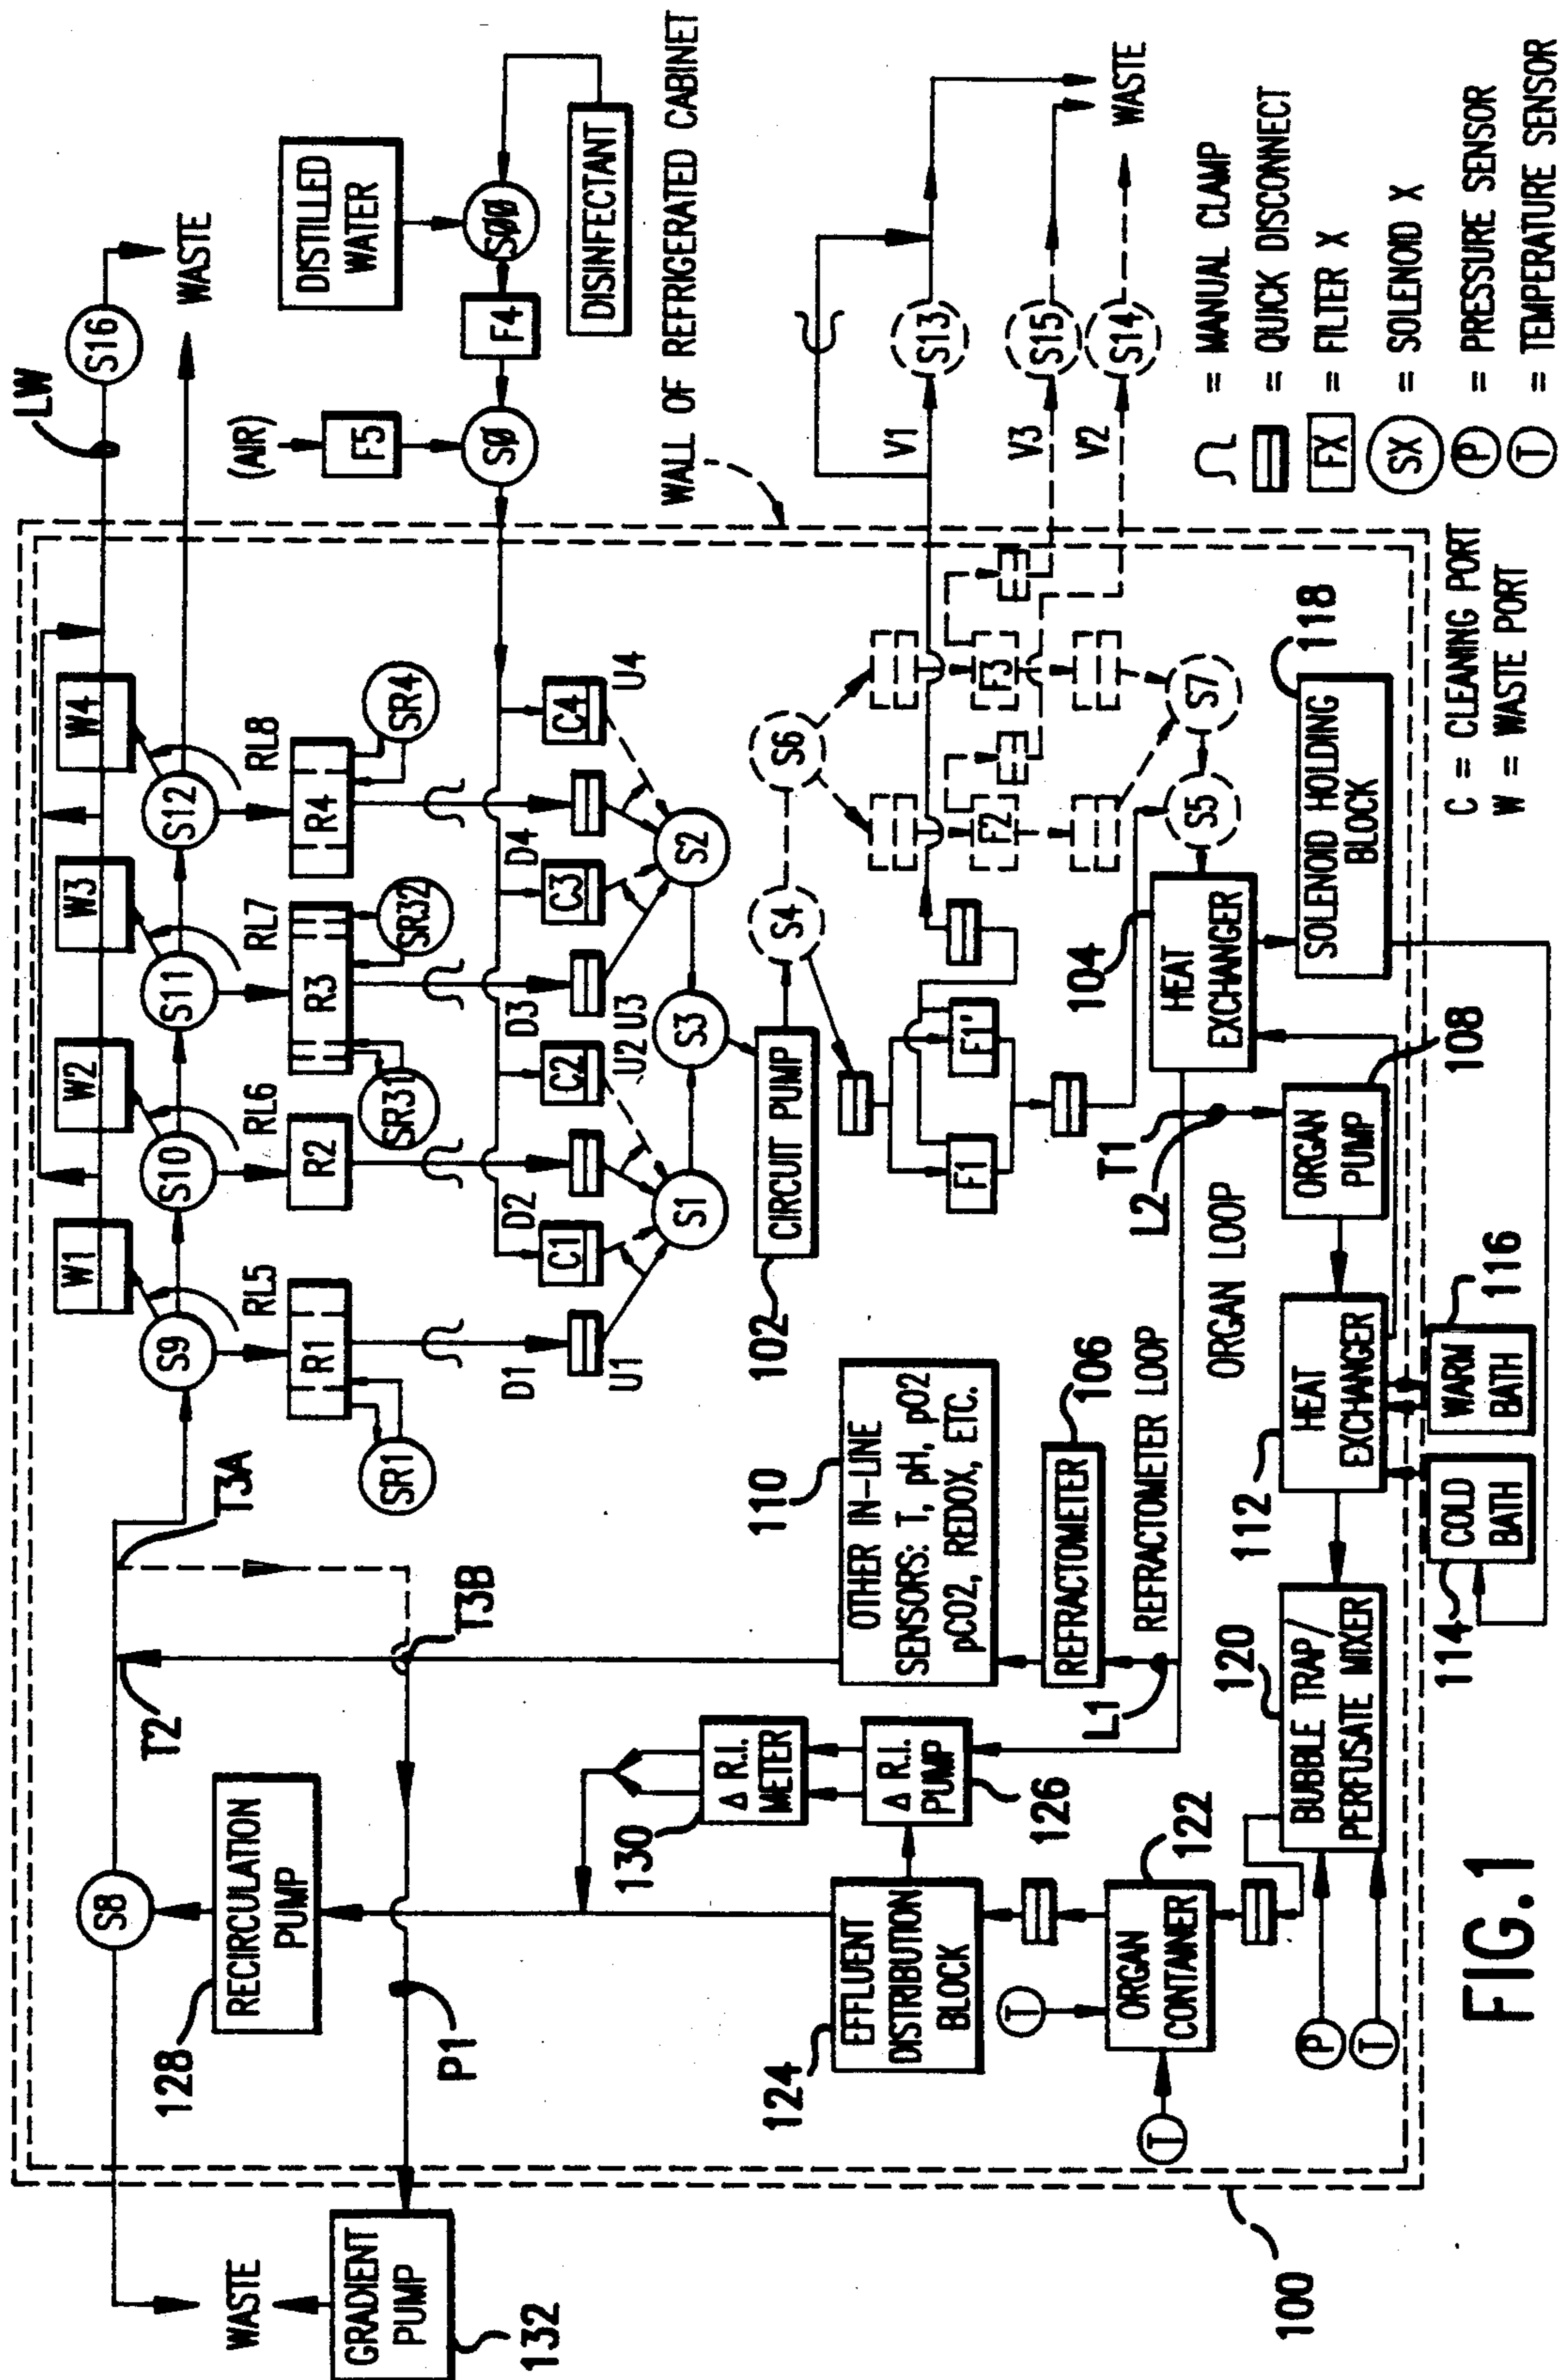 LW
S16
WASTE
WASTE
(AIR)
F5
SØ
F4
SØØ
DISTILLED
WATER
DISINFECTANT
WALL OF REFRIGERATED CABINET
W1
W2
W3
W4
S9
S10
S11
S12
RL5
RL6
RL7
RL8
R1
R2
R3
R4
SR1
SR31
SR32
SR4
D1
D2
D3
D4
C1
C2
C3
C4
U1
U2
U3
U4
S1
S2
S3
CIRCUIT PUMP
102
S4
S6
F1
F1'
F2
F3
S7
S5
V1
V3
V2
S13
S15
S14
WASTE
HEAT
EXCHANGER
104
SOLENOID HOLDING
BLOCK
118
T1
L2
ORGAN
PUMP
108
ORGAN LOOP
HEAT
EXCHANGER
112
WARM
BATH
116
COLD
BATH
114
BUBBLE TRAP/
PERFUSATE MIXER
120
P
T
ORGAN
CONTAINER
122
T
T
EFFLUENT
DISTRIBUTION
BLOCK
124
Δ R.I.
PUMP
126
Δ R.I.
METER
130
L1
REFRACTOMETER LOOP
REFRACTOMETER
106
OTHER IN-LINE
SENSORS: T, pH, pO2
pCO2, REDOX, ETC.
110
T2
T3A
T3B
S8
RECIRCULATION
PUMP
128
P1
WASTE
GRADIENT
PUMP
132
100
= MANUAL CLAMP
= QUICK DISCONNECT
FX = FILTER X
SX = SOLENOID X
P = PRESSURE SENSOR
T = TEMPERATURE SENSOR
C = CLEANING PORT
W = WASTE PORT
FIG.1